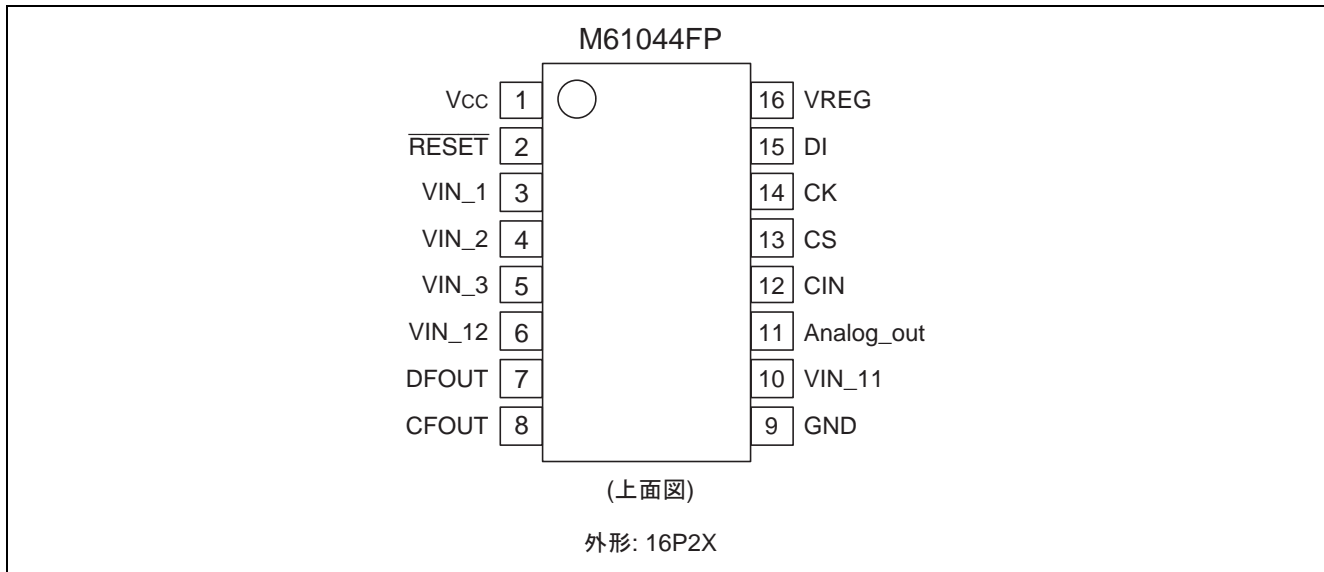 M61044FP
Vcc 1 16 VREG
RESET 2 15 DI
VIN_1 3 14 CK
VIN_2 4 13 CS
VIN_3 5 12 CIN
VIN_12 6 11 Analog_out
DFOUT 7 10 VIN_11
CFOUT 8 9 GND
(上面図)
外形: 16P2X